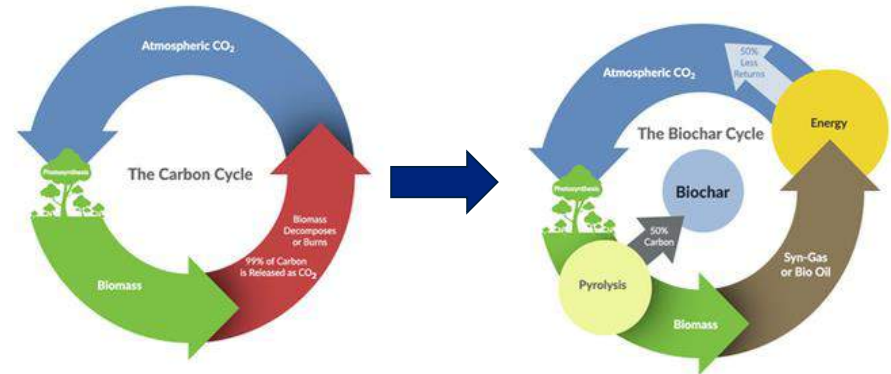 Atmospheric CO₂
Photosynthesis
The Carbon Cycle
Biomass
Decomposes
or Burns
99% of Carbon
is Released as CO₂
Biomass
50%
Less
Returns
Atmospheric CO₂
Energy
The Biochar Cycle
Biochar
Photosynthesis
50%
Carbon
Syn-Gas
or Bio Oil
Pyrolysis
Biomass